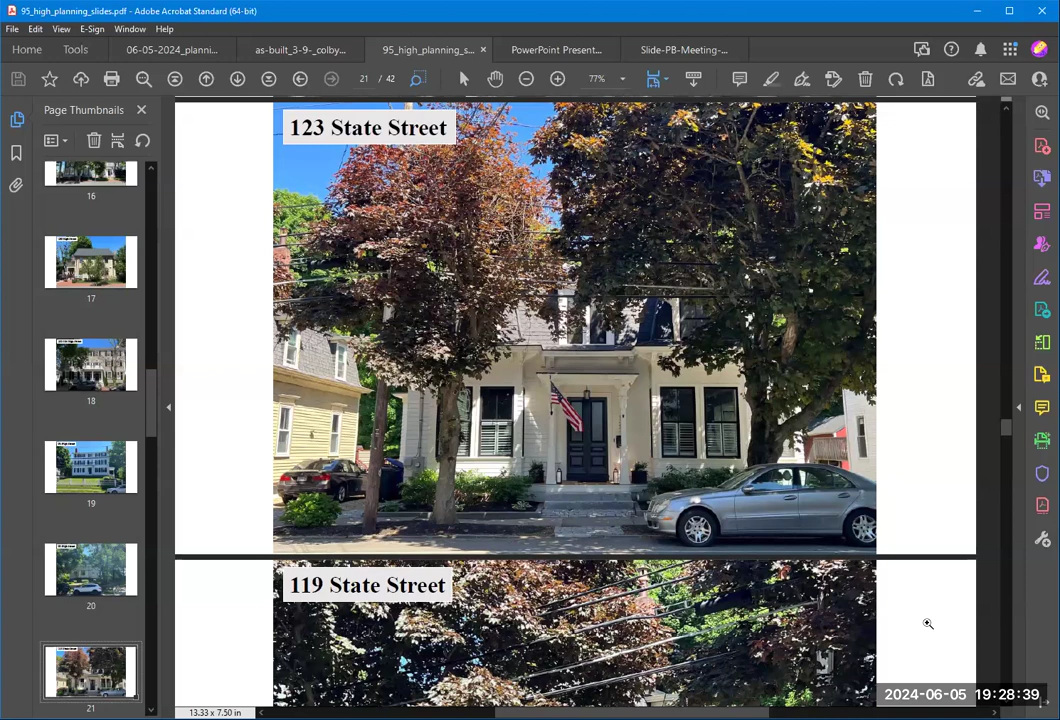 95_high_planning_slides.pdf - Adobe Acrobat Standard (64-bit)
File Edit View E-Sign Window Help
Home Tools 06-05-2024_planni... as-built_3-9-_colby... 95_high_planning_s... × PowerPoint Present... Slide-PB-Meeting-...
21 / 42 77%
Page Thumbnails
16
17
18
19
20
21
123 State Street
119 State Street
2024-06-05 19:28:39
13.33 x 7.50 in